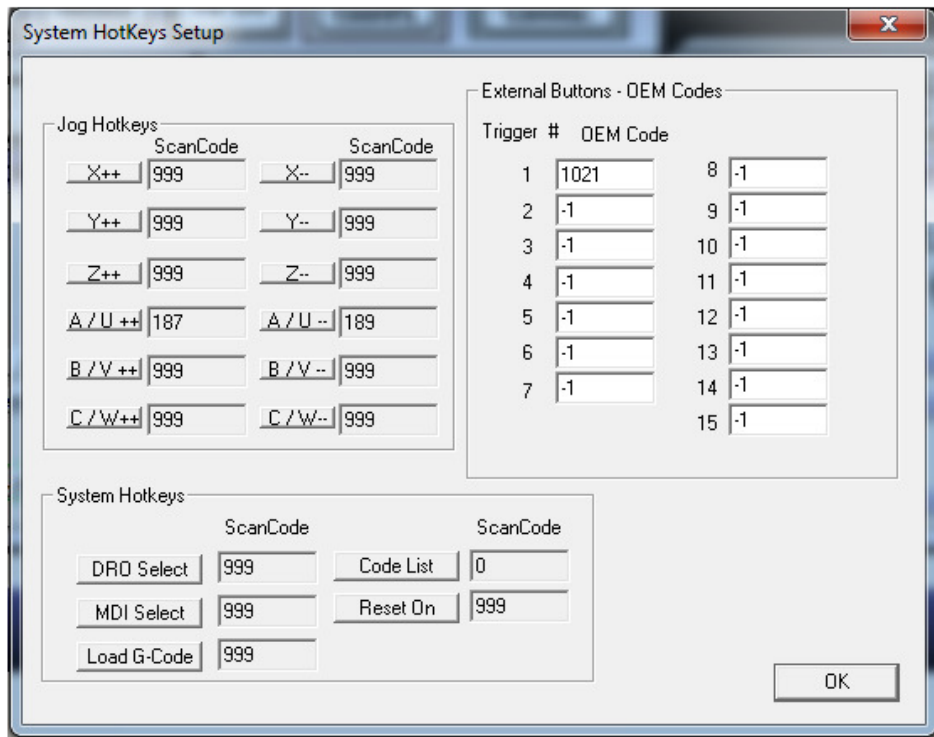 System HotKeys Setup
Jog Hotkeys
ScanCode ScanCode
X++ 999 X-- 999
Y++ 999 Y-- 999
Z++ 999 Z-- 999
A / U ++ 187 A / U -- 189
B / V ++ 999 B / V -- 999
C / W++ 999 C / W-- 999
External Buttons - OEM Codes
Trigger # OEM Code
1 1021 8 -1
2 -1 9 -1
3 -1 10 -1
4 -1 11 -1
5 -1 12 -1
6 -1 13 -1
7 -1 14 -1
15 -1
System Hotkeys
ScanCode ScanCode
DRO Select 999 Code List 0
MDI Select 999 Reset On 999
Load G-Code 999
OK